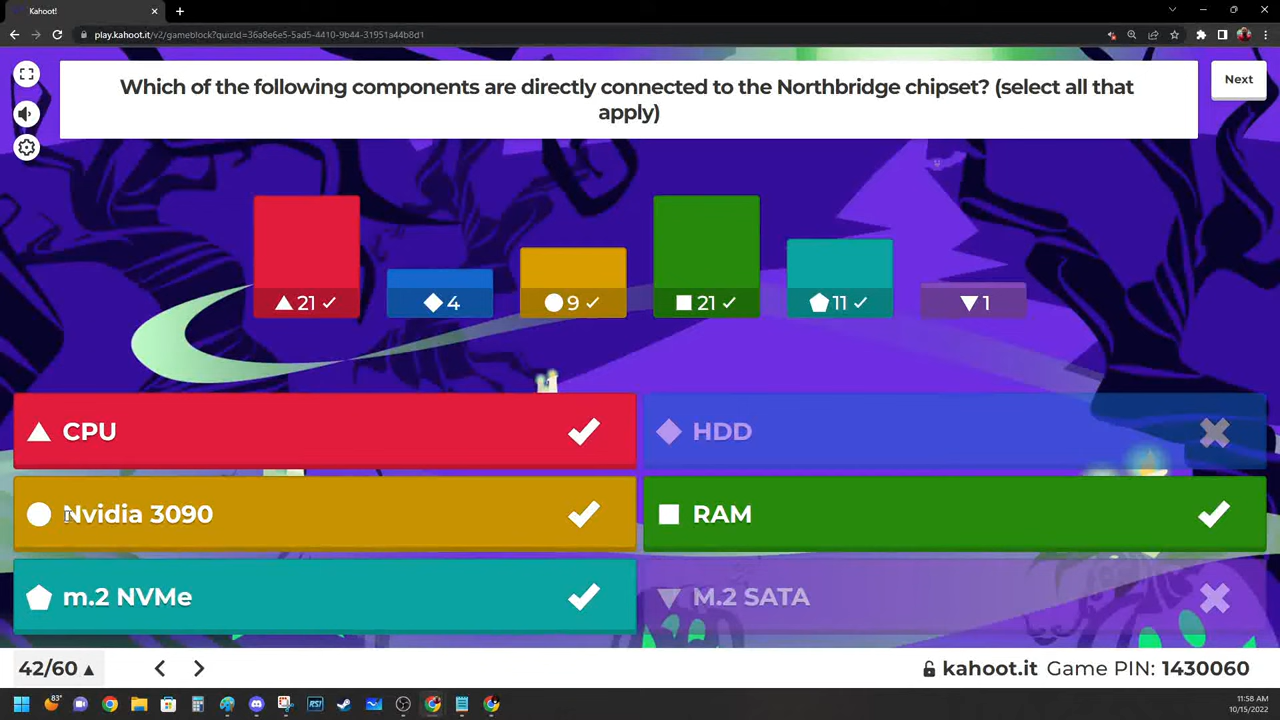 Kahoot!
play.kahoot.it/v2/gameblock?quizId=36a8e6e5-5ad5-4410-9b44-31951a44b8d1
Which of the following components are directly connected to the Northbridge chipset? (select all that
apply)
Next
21
4
9
21
11
1
CPU
HDD
Nvidia 3090
RAM
m.2 NVMe
M.2 SATA
42/60
kahoot.it Game PIN: 1430060
83°
RSI
11:58 AM
10/15/2022